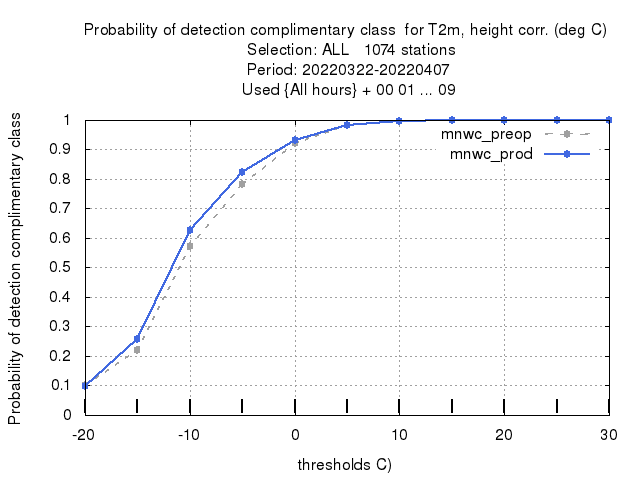 Probability of detection complimentary class  for T2m, height corr. (deg C)
Selection: ALL   1074 stations
Period: 20220322-20220407
Used {All hours} + 00 01 ... 09
Probability of detection complimentary class
1
0.9
0.8
0.7
0.6
0.5
0.4
0.3
0.2
0.1
0
mnwc_preop
mnwc_prod
-20 -10 0 10 20 30
thresholds C)